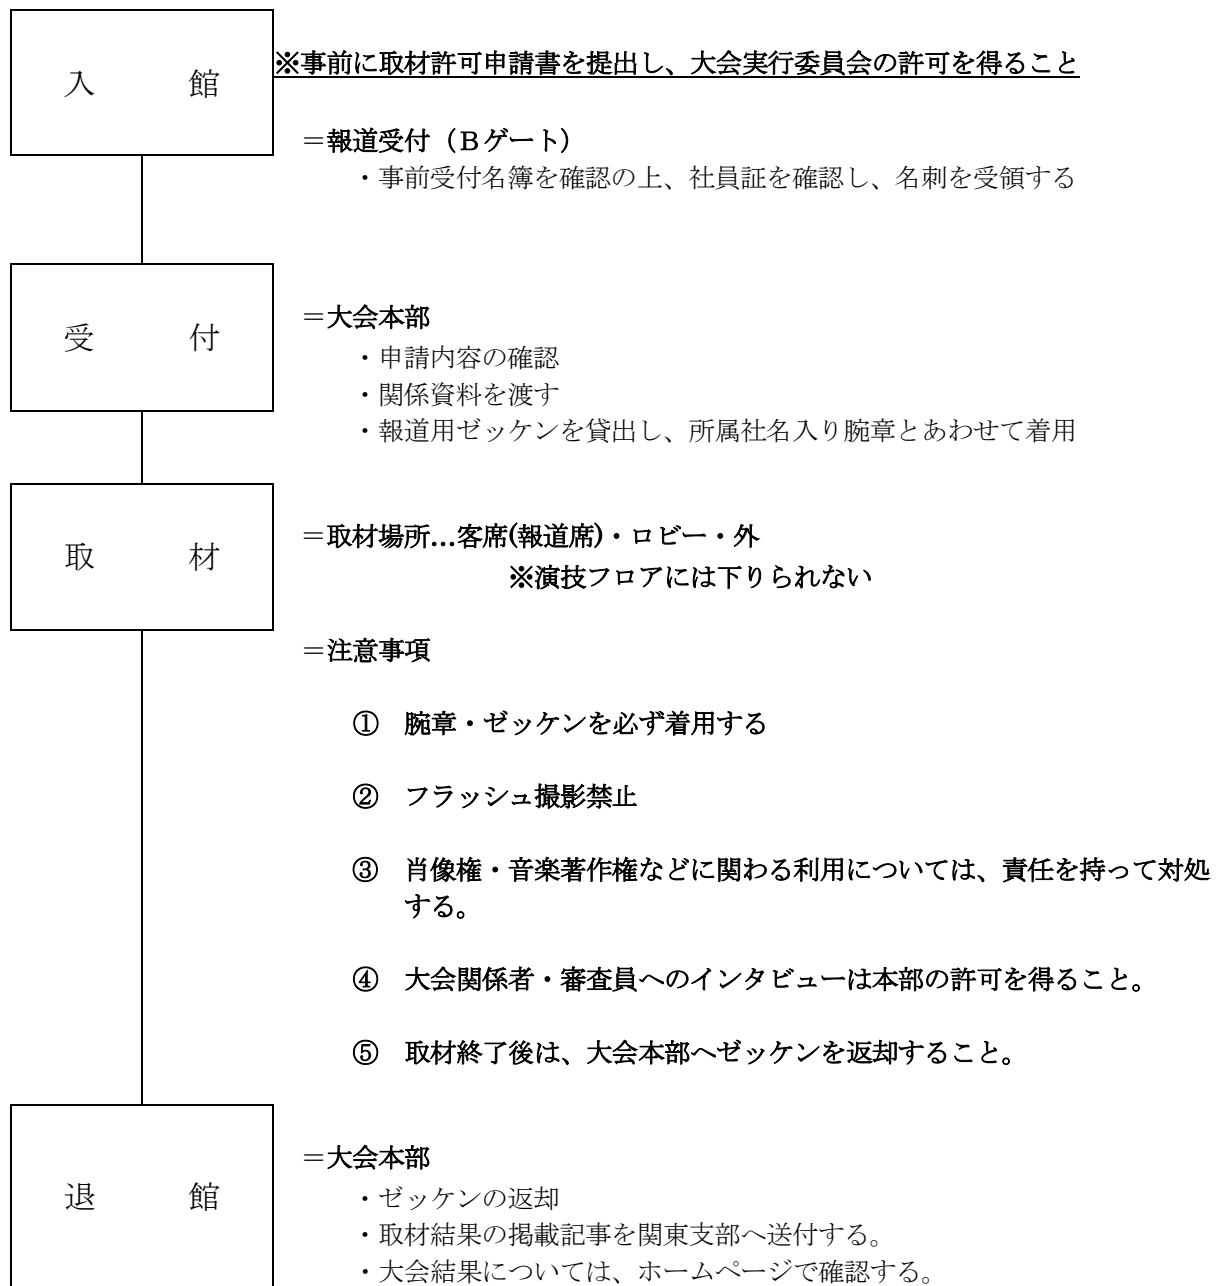 入　　　館
※事前に取材許可申請書を提出し、大会実行委員会の許可を得ること
＝報道受付（Ｂゲート）
・事前受付名簿を確認の上、社員証を確認し、名刺を受領する
受　　　付
＝大会本部
・申請内容の確認
・関係資料を渡す
・報道用ゼッケンを貸出し、所属社名入り腕章とあわせて着用
取　　　材
＝取材場所…客席(報道席)・ロビー・外
※演技フロアには下りられない
＝注意事項
①　腕章・ゼッケンを必ず着用する
②　フラッシュ撮影禁止
③　肖像権・音楽著作権などに関わる利用については、責任を持って対処
する。
④　大会関係者・審査員へのインタビューは本部の許可を得ること。
⑤　取材終了後は、大会本部へゼッケンを返却すること。
退　　　館
＝大会本部
・ゼッケンの返却
・取材結果の掲載記事を関東支部へ送付する。
・大会結果については、ホームページで確認する。